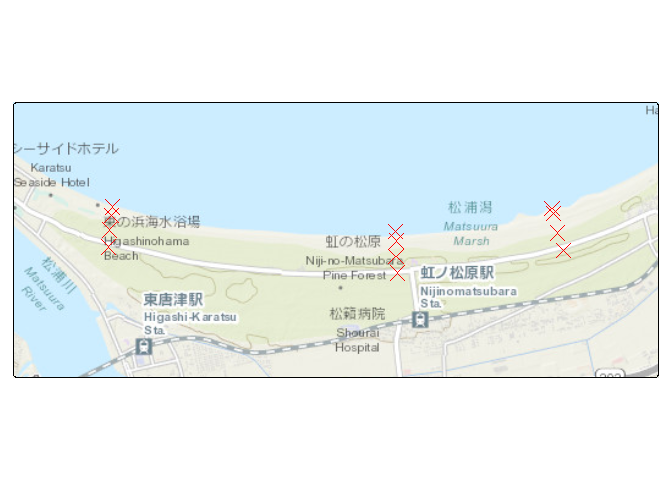 シーサイドホテル
Karatsu
Seaside Hotel
の浜海水浴場
Higashinohama
Beach
松浦川
Matsuura
River
東唐津駅
Higashi-Karatsu
Sta.
虹の松原
Niji-no-Matsubara
Pine Forest
松籟病院
Shourai
Hospital
松浦潟
Matsuura
Marsh
虹ノ松原駅
Nijinomatsubara
Sta.
Ha